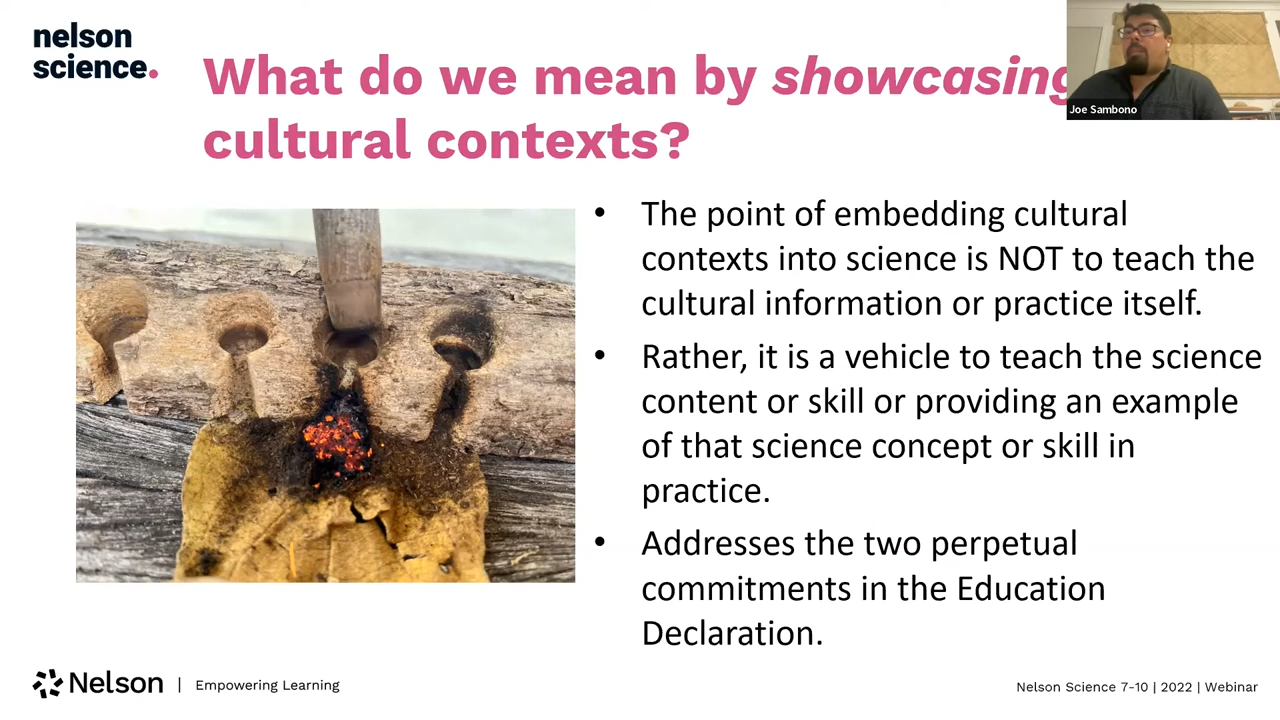 nelson
science.
What do we mean by showcasing
cultural contexts?
Joe Sambono
• The point of embedding cultural
contexts into science is NOT to teach the
cultural information or practice itself.
• Rather, it is a vehicle to teach the science
content or skill or providing an example
of that science concept or skill in
practice.
• Addresses the two perpetual
commitments in the Education
Declaration.
Nelson | Empowering Learning
Nelson Science 7-10 | 2022 | Webinar